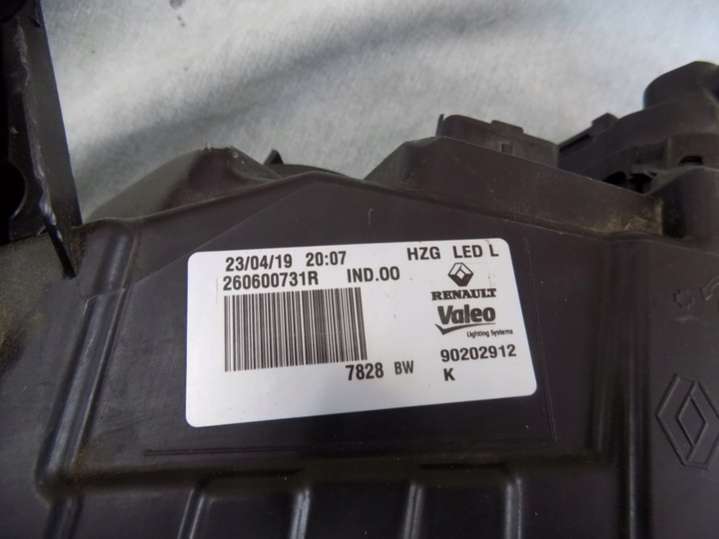 23/04/19 20:07 HZG LED L
260600731R IND.00
RENAULT
Valeo
Lighting Systems
7828 BW 90202912
K